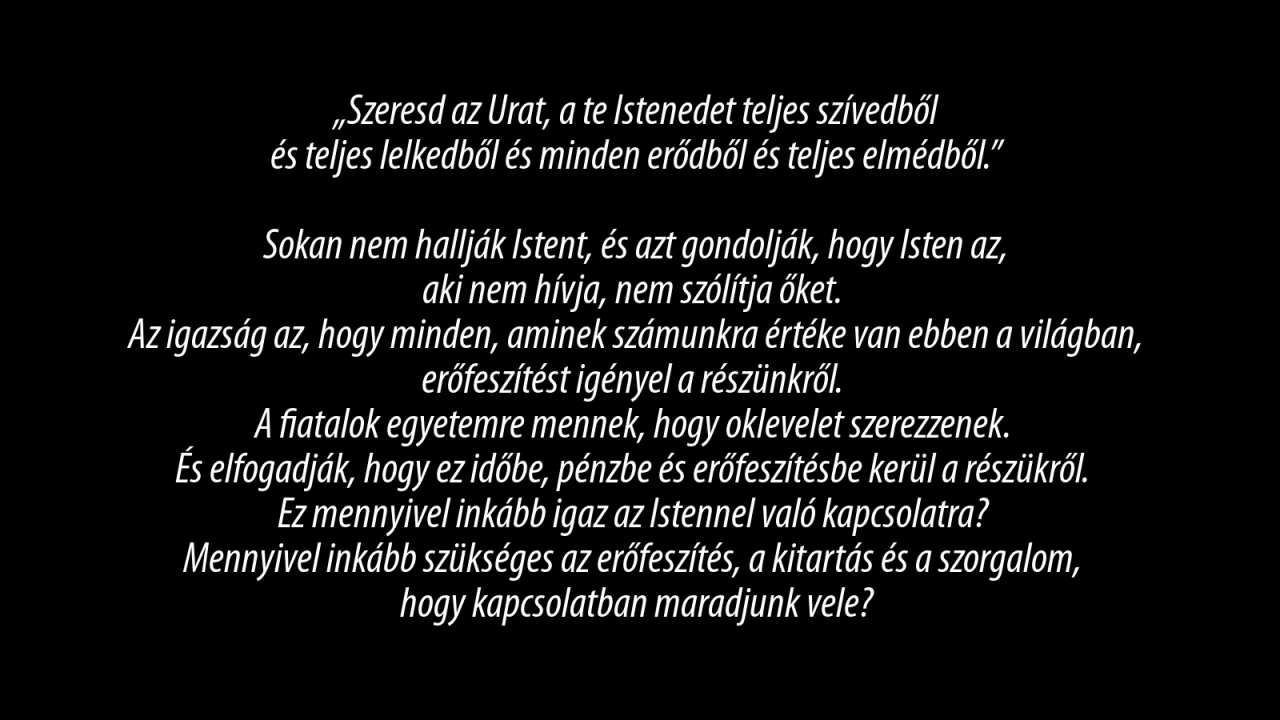 „Szeresd az Urat, a te Istenedet teljes szívedből
és teljes lelkedből és minden erődből és teljes elmédből.”
Sokan nem hallják Istent, és azt gondolják, hogy Isten az,
aki nem hívja, nem szólítja őket.
Az igazság az, hogy minden, aminek számunkra értéke van ebben a világban,
erőfeszítést igényel a részünkről.
A fiatalok egyetemre mennek, hogy oklevelet szerezzenek.
És elfogadják, hogy ez időbe, pénzbe és erőfeszítésbe kerül a részükről.
Ez mennyivel inkább igaz az Istennel való kapcsolatra?
Mennyivel inkább szükséges az erőfeszítés, a kitartás és a szorgalom,
hogy kapcsolatban maradjunk vele?